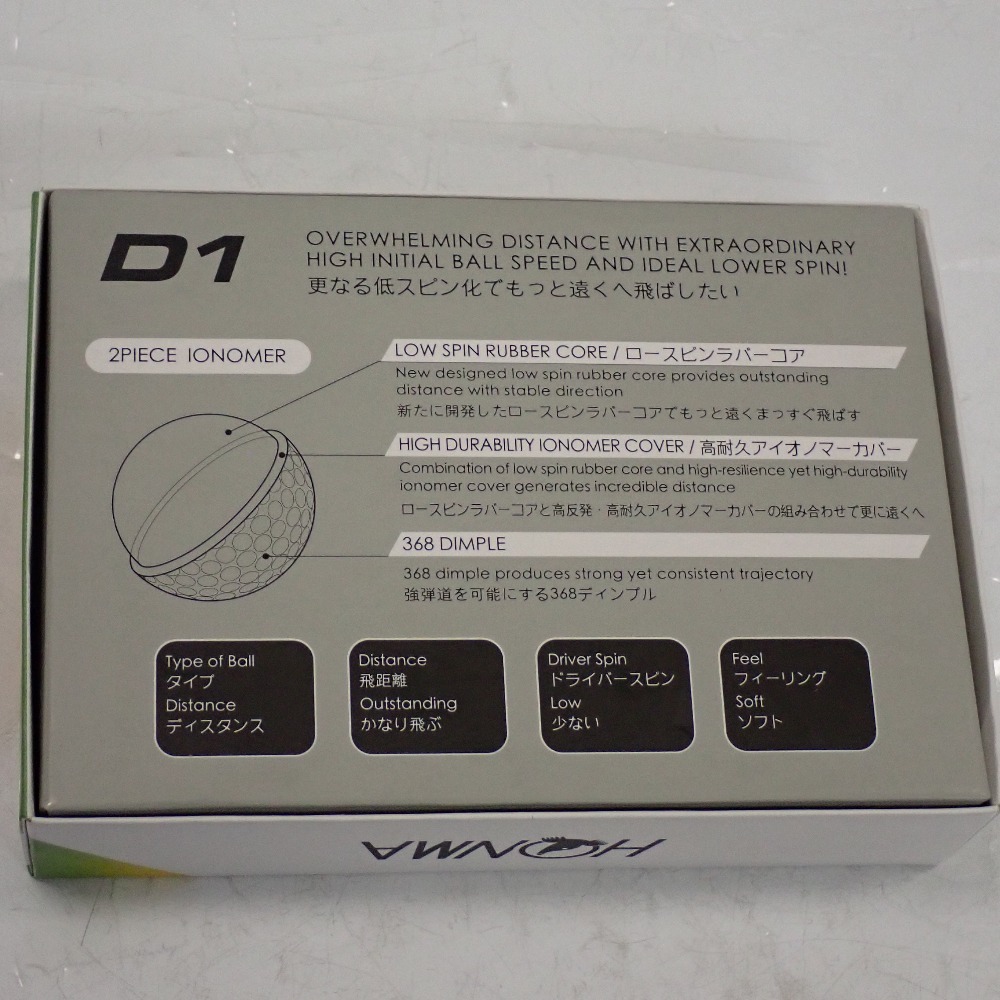 D1
OVERWHELMING DISTANCE WITH EXTRAORDINARY
HIGH INITIAL BALL SPEED AND IDEAL LOWER SPIN!
更なる低スピン化でもっと遠くへ飛ばしたい
2PIECE IONOMER
LOW SPIN RUBBER CORE / ロースピンラバーコア
New designed low spin rubber core provides outstanding
distance with stable direction
新たに開発したロースピンラバーコアでもっと遠くまっすぐ飛ばす
HIGH DURABILITY IONOMER COVER / 高耐久アイオノマーカバー
Combination of low spin rubber core and high-resilience yet high-durability
ionomer cover generates incredible distance
ロースピンラバーコアと高反発・高耐久アイオノマーカバーの組み合わせで更に遠くへ
368 DIMPLE
368 dimple produces strong yet consistent trajectory
強弾道を可能にする368ディンプル
Type of Ball
タイプ
Distance
ディスタンス
Distance
飛距離
Outstanding
かなり飛ぶ
Driver Spin
ドライバースピン
Low
少ない
Feel
フィーリング
Soft
ソフト
HONMA